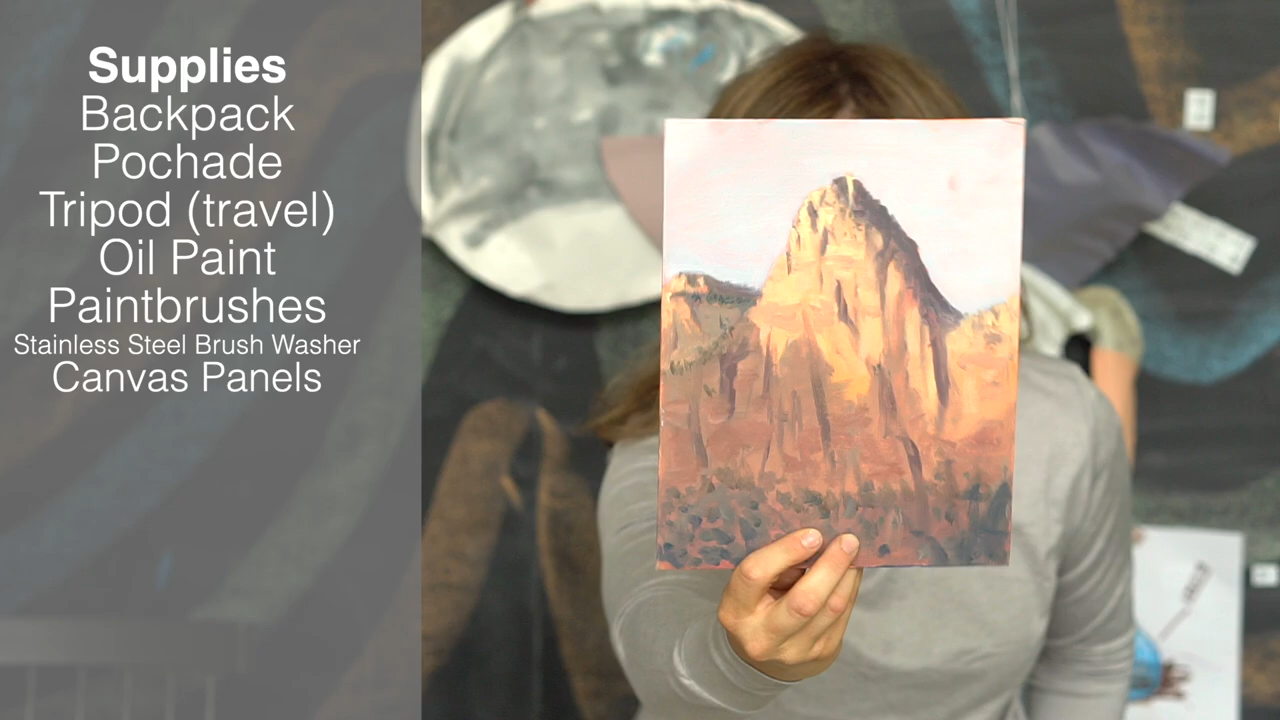 Supplies
Backpack
Pochade
Tripod (travel)
Oil Paint
Paintbrushes
Stainless Steel Brush Washer
Canvas Panels